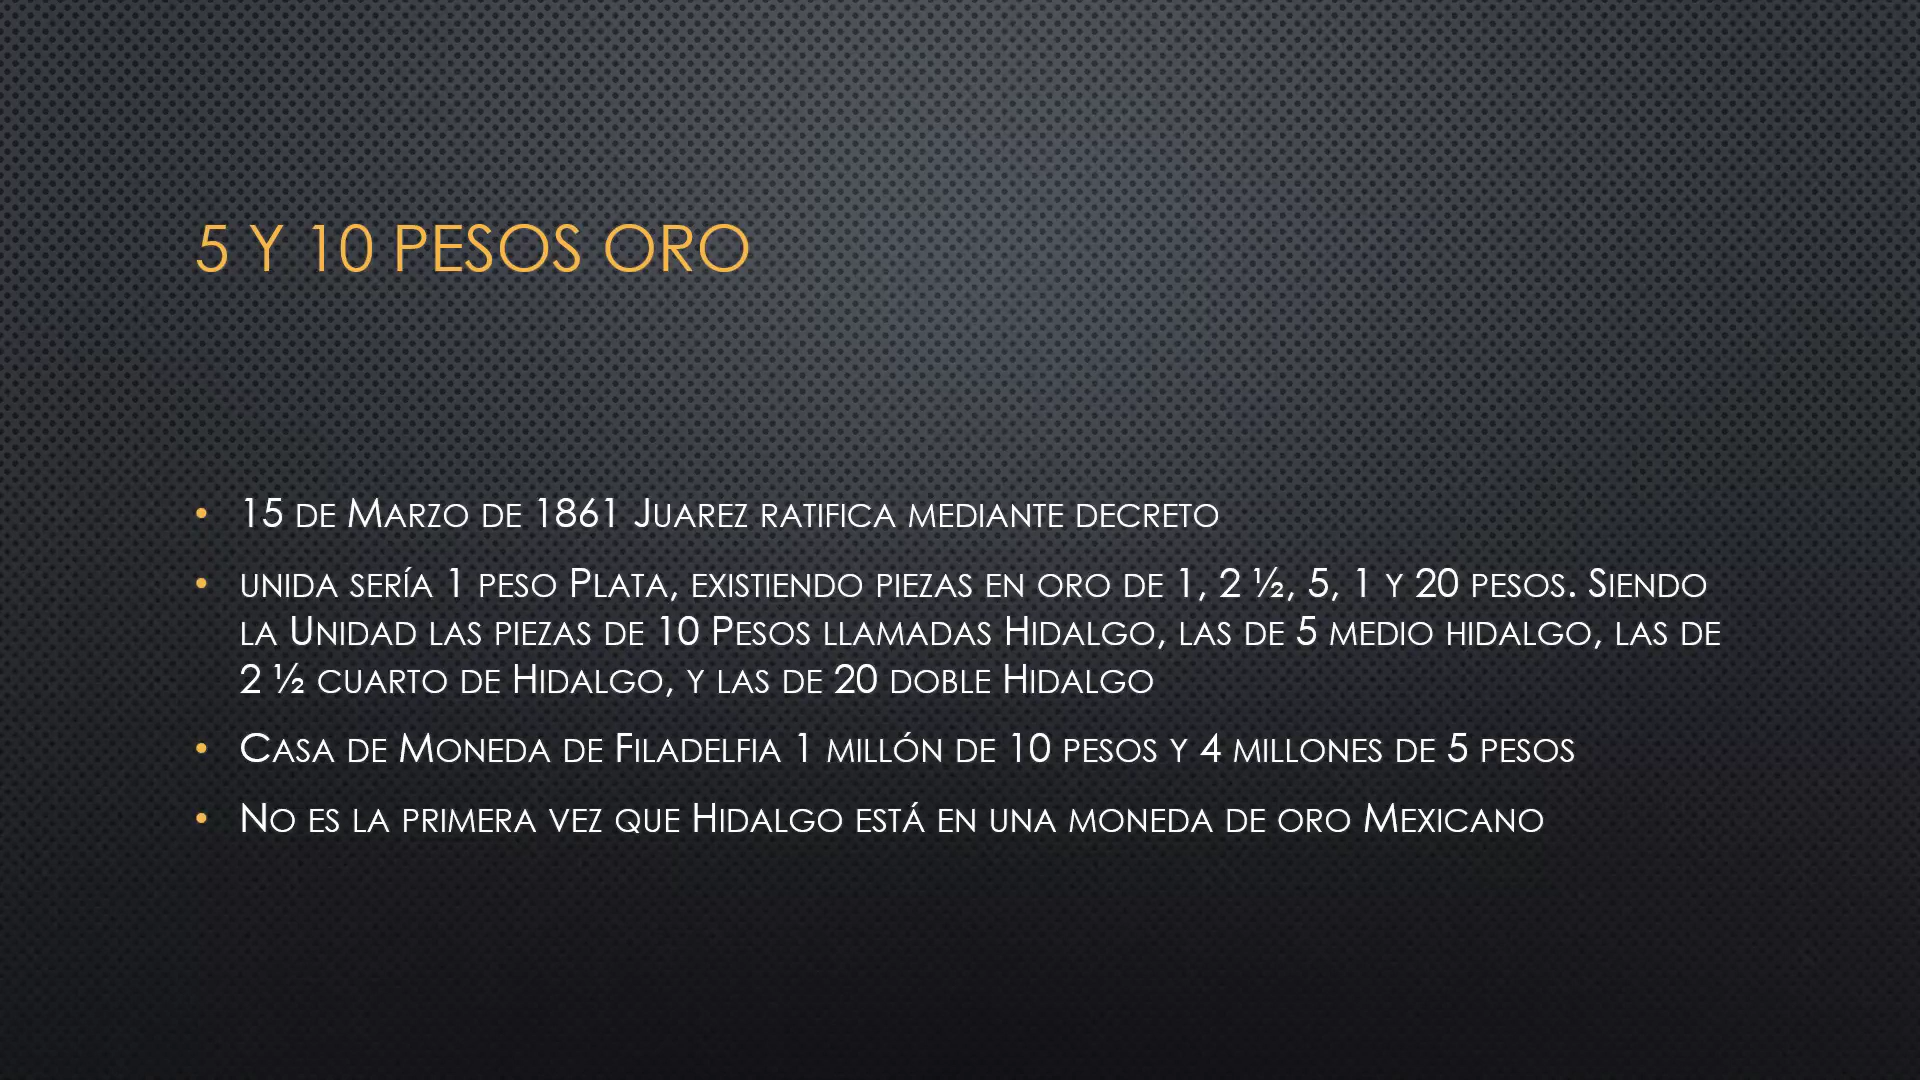 5 Y 10 PESOS ORO
• 15 de Marzo de 1861 Juarez ratifica mediante decreto
• unida sería 1 peso Plata, existiendo piezas en oro de 1, 2 ½, 5, 1 y 20 pesos. Siendo
la Unidad las piezas de 10 Pesos llamadas Hidalgo, las de 5 medio hidalgo, las de
2 ½ cuarto de Hidalgo, y las de 20 doble Hidalgo
• Casa de Moneda de Filadelfia 1 millón de 10 pesos y 4 millones de 5 pesos
• No es la primera vez que Hidalgo está en una moneda de oro Mexicano